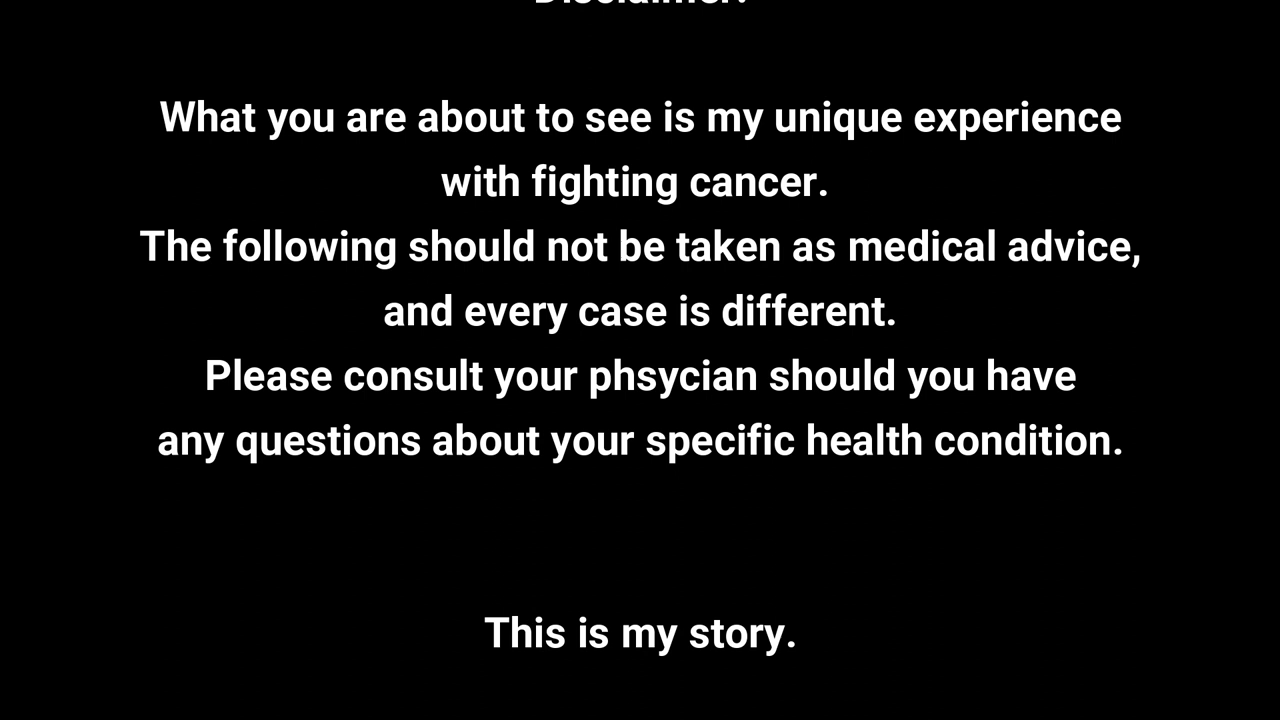 Disclaimer:
What you are about to see is my unique experience
with fighting cancer.
The following should not be taken as medical advice,
and every case is different.
Please consult your phsycian should you have
any questions about your specific health condition.
This is my story.